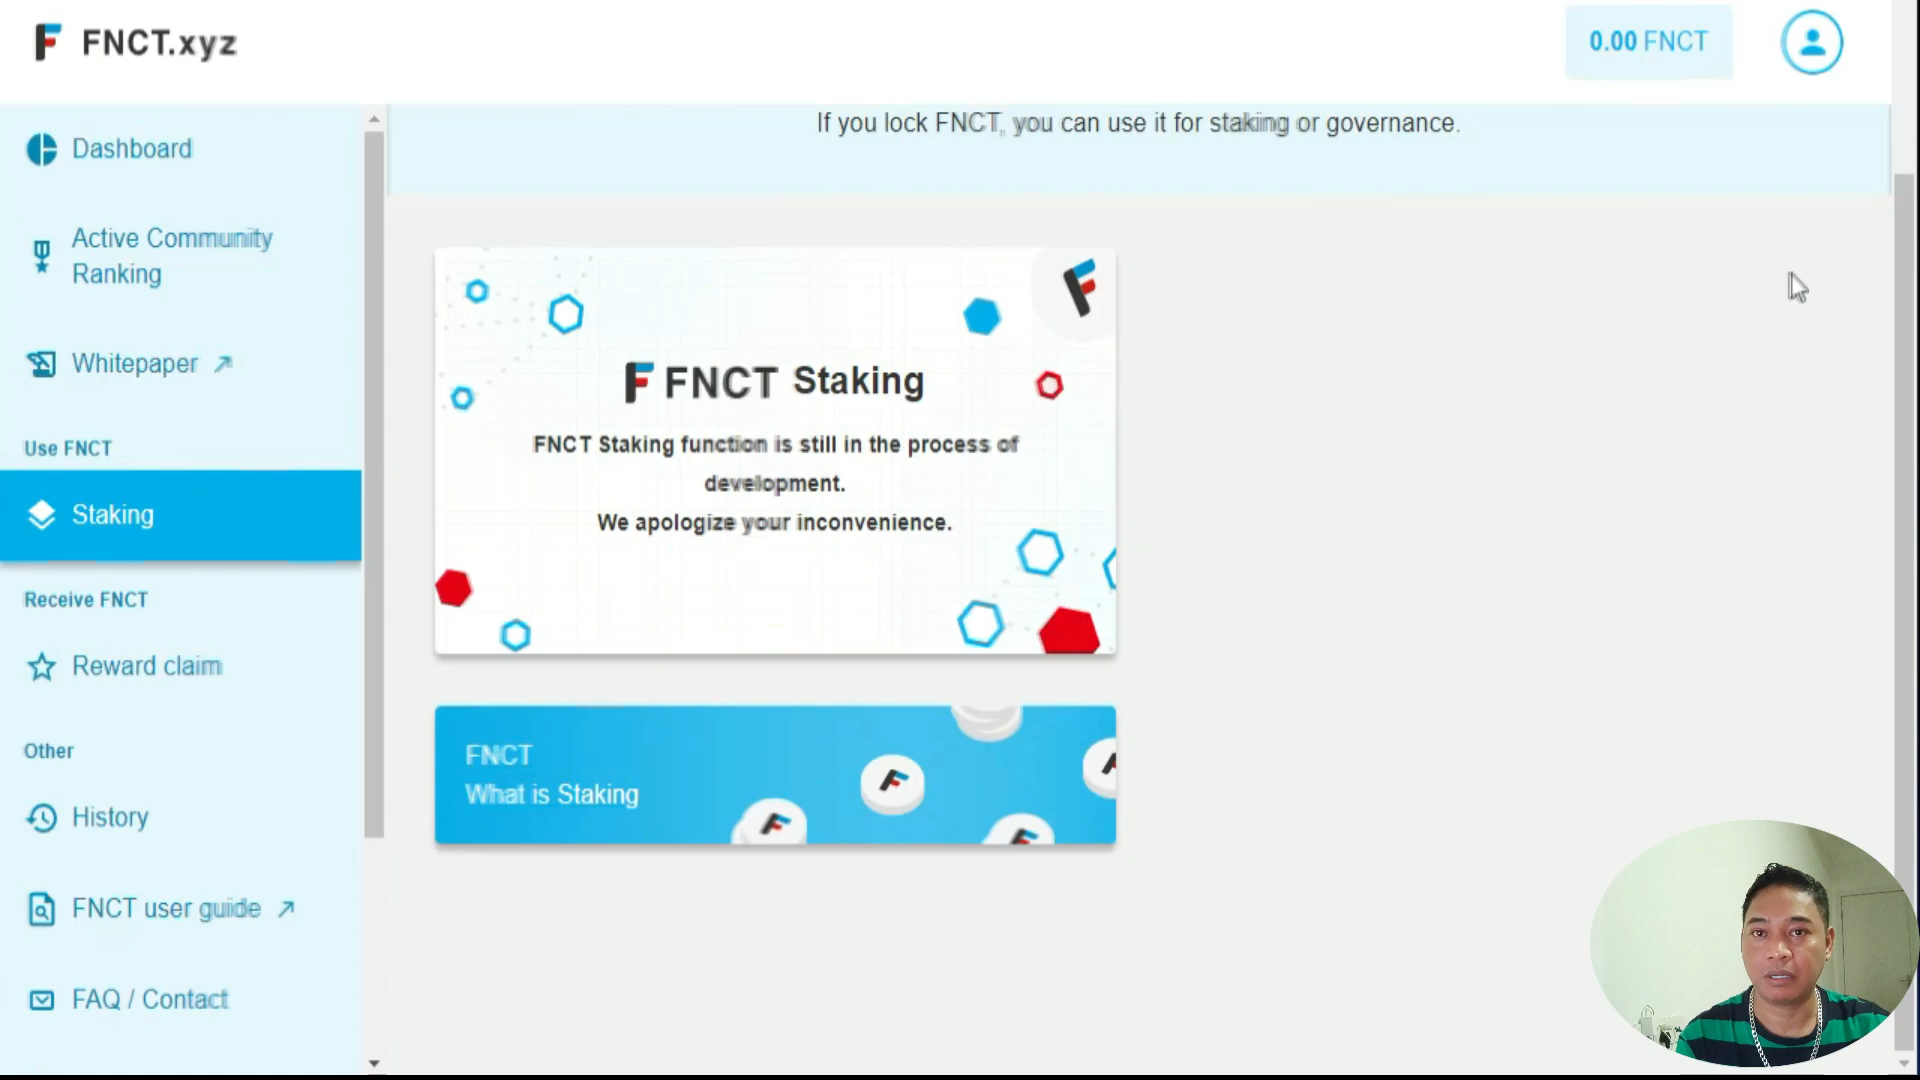 FNCT.xyz
0.00 FNCT
Dashboard
Active Community
Ranking
Whitepaper
Use FNCT
Staking
Receive FNCT
Reward claim
Other
History
FNCT user guide
FAQ / Contact
If you lock FNCT, you can use it for staking or governance.
FNCT Staking
FNCT Staking function is still in the process of
development.
We apologize your inconvenience.
FNCT
What is Staking